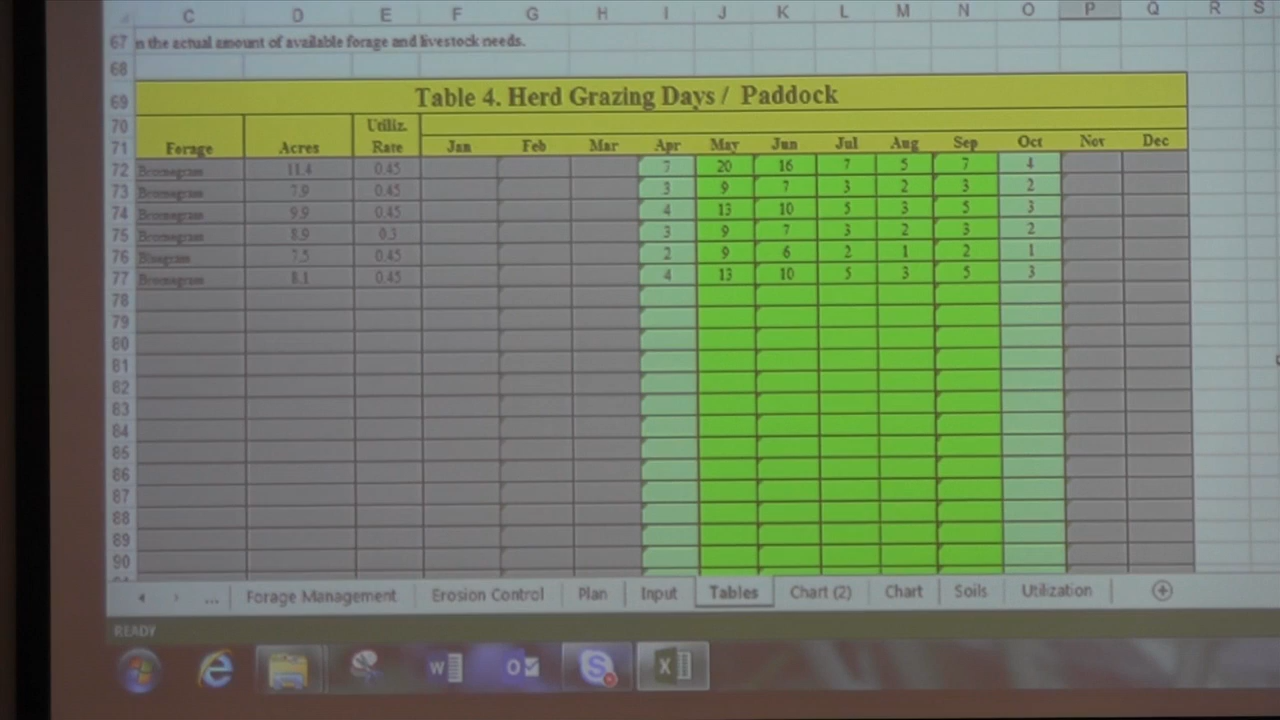 C D E F G H I J K L M N O P Q R S
67 n the actual amount of available forage and livestock needs.
68
69 Table 4. Herd Grazing Days / Paddock
70 Utiliz.
71 Forage Acres Rate Jan Feb Mar Apr May Jun Jul Aug Sep Oct Nov Dec
72 Bromegrass 11.4 0.45 7 20 16 7 5 7 4
73 Bromegrass 7.9 0.45 3 9 7 3 2 3 2
74 Bromegrass 9.9 0.45 4 13 10 5 3 5 3
75 Bromegrass 8.9 0.3 3 9 7 3 2 3 2
76 7.5 0.45 2 9 6 2 1 2 1
77 Bromegrass 8.1 0.45 4 13 10 5 3 5 3
78
79
80
81
82
83
84
85
86
87
88
89
90
... Forage Management Erosion Control Plan Input Tables Chart (2) Chart Soils Utilization
READY